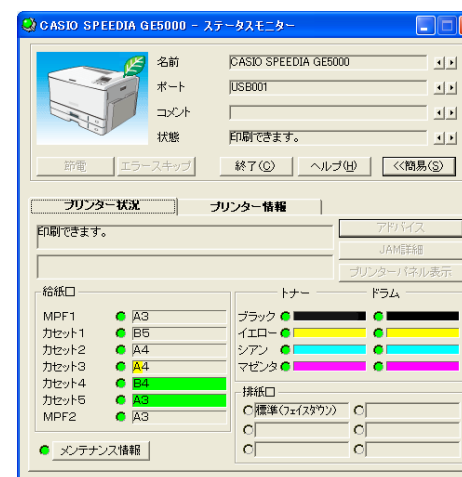 CASIO SPEEDIA GE5000 - ステータスモニター
名前 CASIO SPEEDIA GE5000
ポート USB001
コメント
状態 印刷できます。
節電 エラースキップ 終了(C) ヘルプ(H) <<簡易(S)
プリンター状況 プリンター情報
印刷できます。
アドバイス
JAM詳細
プリンターパネル表示
給紙口
MPF1 A3
カセット1 B5
カセット2 A4
カセット3 A4
カセット4 B4
カセット5 A3
MPF2 A3
メンテナンス情報
トナー ドラム
ブラック
イエロー
シアン
マゼンタ
排紙口
標準(フェイスダウン)